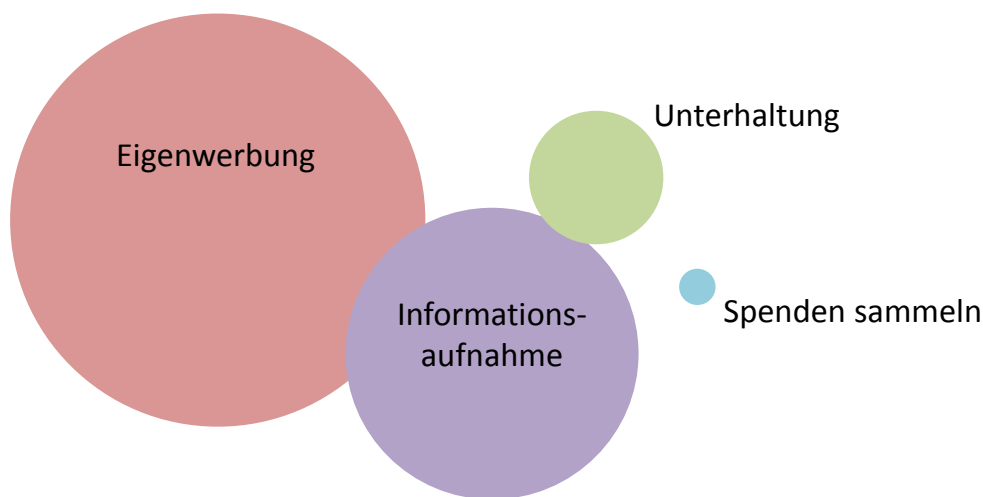 Eigenwerbung
Unterhaltung
Informations-
aufnahme
Spenden sammeln